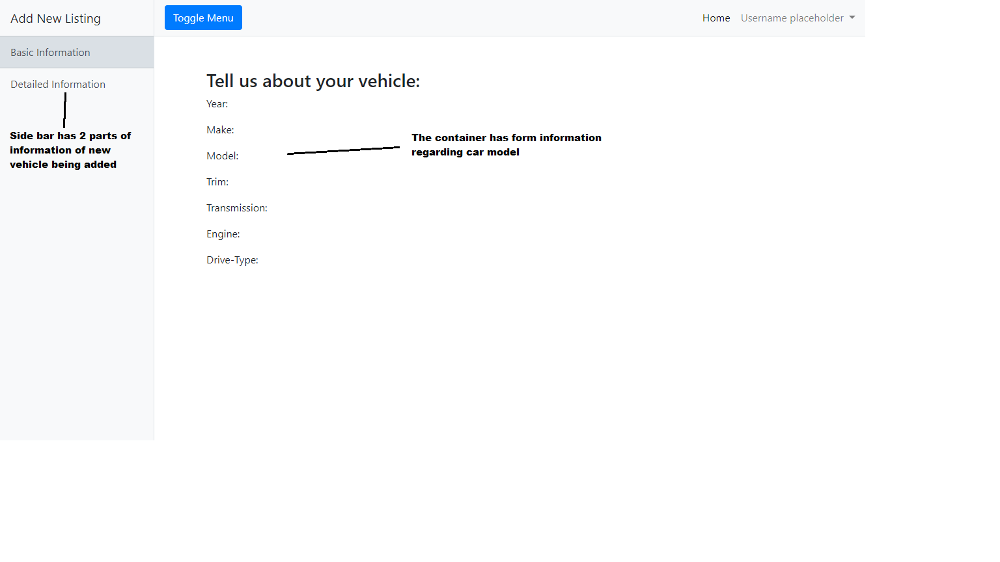 Add New Listing
Toggle Menu
Home
Username placeholder
Basic Information
Detailed Information
Side bar has 2 parts of
information of new
vehicle being added
Tell us about your vehicle:
Year:
Make:
Model:
Trim:
Transmission:
Engine:
Drive-Type:
The container has form information
regarding car model